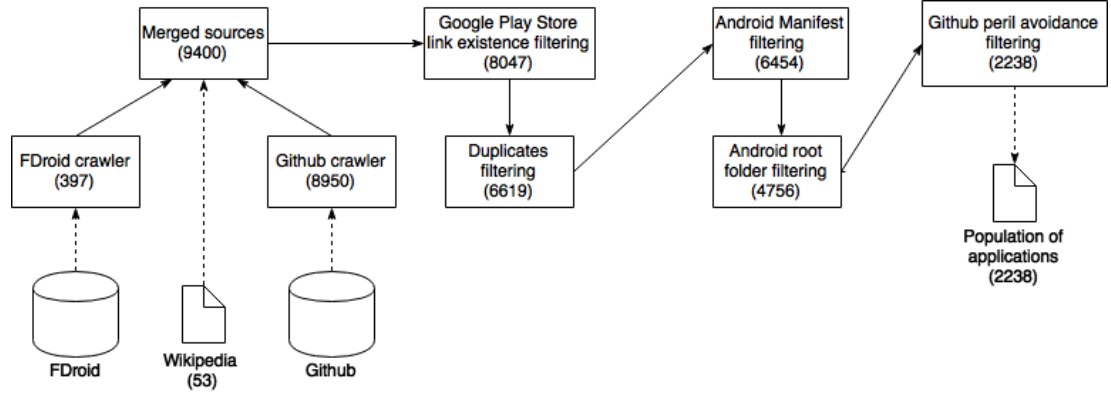 Merged sources
(9400)
Google Play Store
link existence filtering
(8047)
Android Manifest
filtering
(6454)
Github peril avoidance
filtering
(2238)
FDroid crawler
(397)
Github crawler
(8950)
Duplicates
filtering
(6619)
Android root
folder filtering
(4756)
Population of
applications
(2238)
FDroid
Wikipedia
(53)
Github